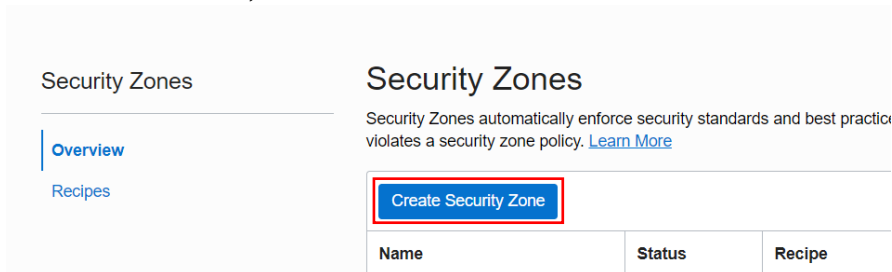 Security Zones
Overview
Recipes
Security Zones
Security Zones automatically enforce security standards and best practice
violates a security zone policy. Learn More
Create Security Zone
Name Status Recipe